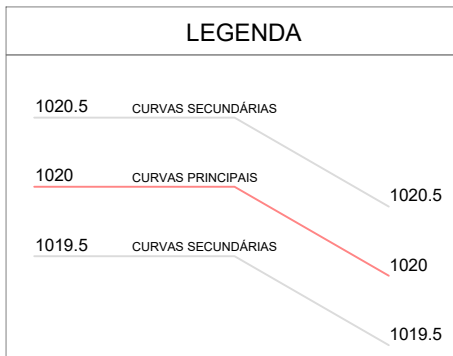 LEGENDA
1020.5 CURVAS SECUNDÁRIAS
1020 CURVAS PRINCIPAIS
1020.5
1019.5 CURVAS SECUNDÁRIAS
1020
1019.5